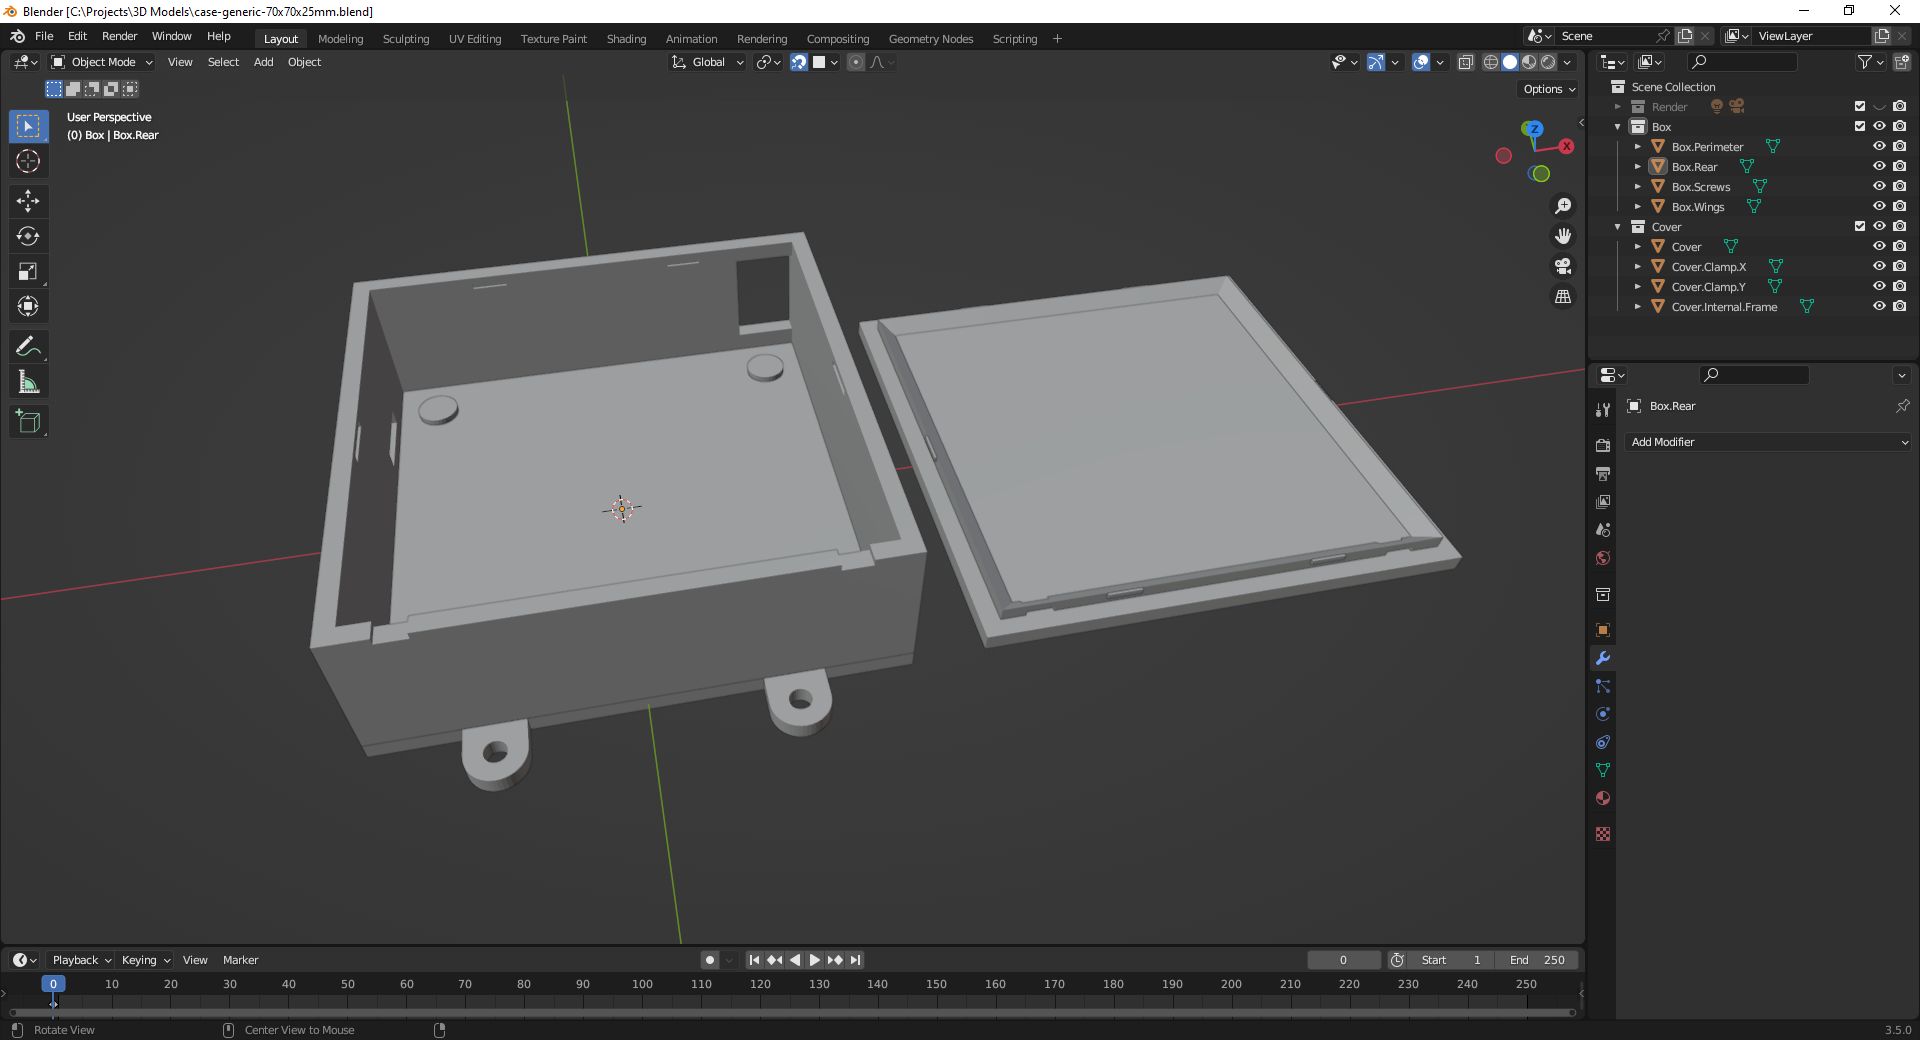 Blender [C:\Projects\3D Models\case-generic-70x70x25mm.blend]
File Edit Render Window Help Layout Modeling Sculpting UV Editing Texture Paint Shading Animation Rendering Compositing Geometry Nodes Scripting + Scene ViewLayer
Object Mode View Select Add Object Global
Options
User Perspective
(0) Box | Box.Rear
Z
X
Scene Collection
Render
Box
Box.Perimeter
Box.Rear
Box.Screws
Box.Wings
Cover
Cover
Cover.Clamp.X
Cover.Clamp.Y
Cover.Internal.Frame
Box.Rear
Add Modifier
Playback Keying View Marker 0 Start 1 End 250
0 10 20 30 40 50 60 70 80 90 100 110 120 130 140 150 160 170 180 190 200 210 220 230 240 250
Rotate View Center View to Mouse 3.5.0